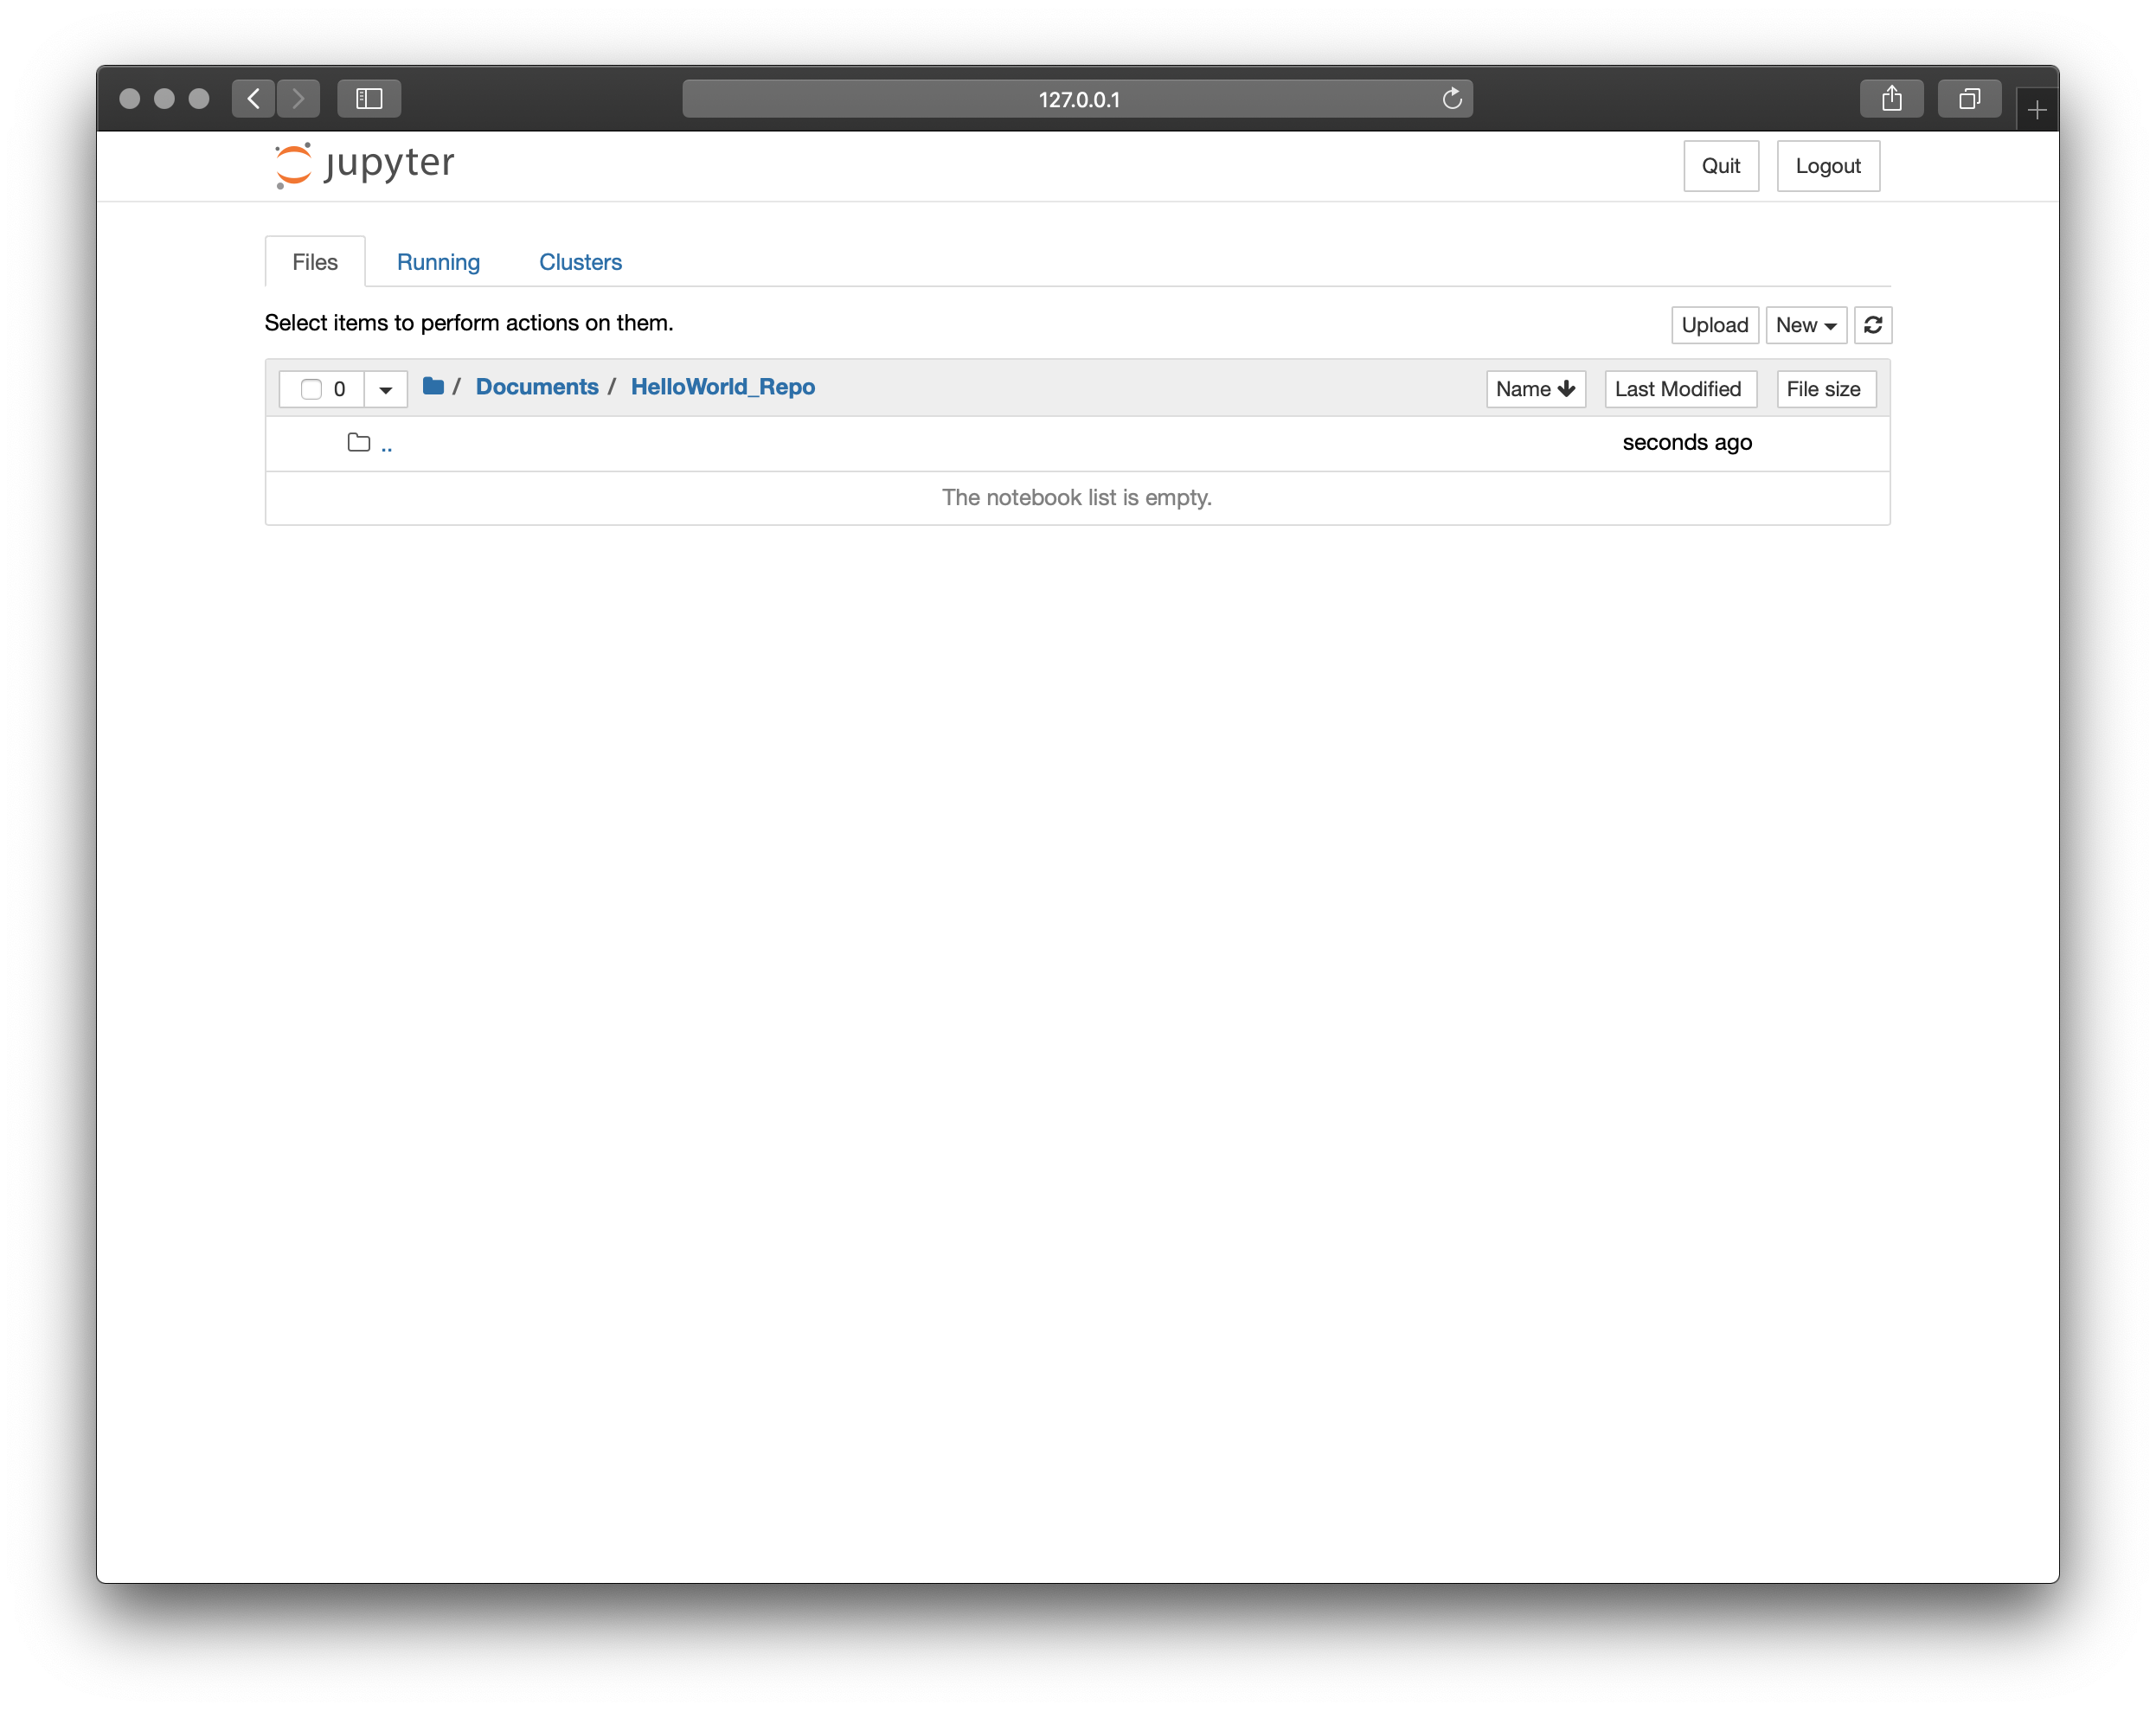 127.0.0.1
jupyter
Quit Logout
Files Running Clusters
Select items to perform actions on them.
Upload New
0 / Documents / HelloWorld_Repo Name Last Modified File size
.. seconds ago
The notebook list is empty.